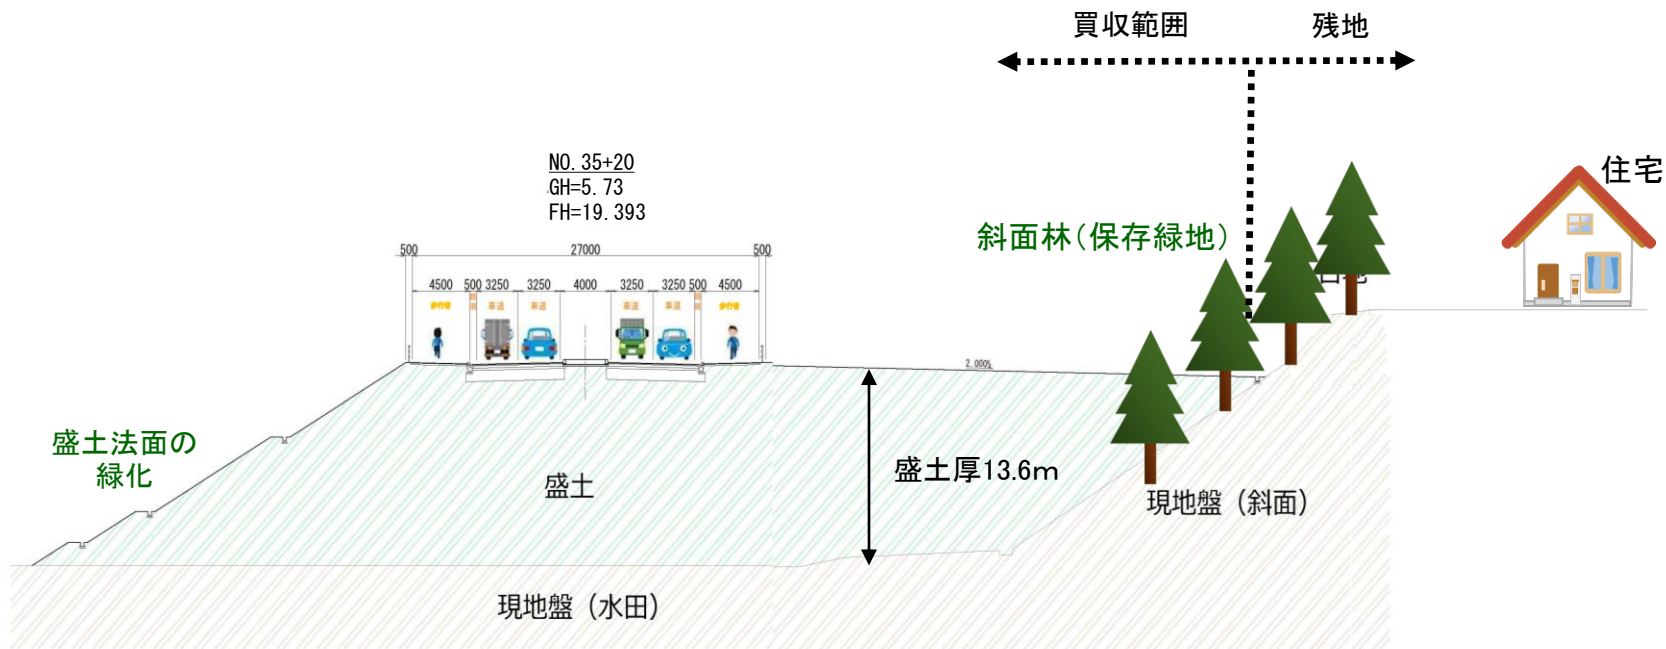 買収範囲
残地
住宅
NO. 35+20
GH=5. 73
FH=19. 393
斜面林(保存緑地)
500
27000
500
4500
500
3250
3250
4000
3250
3250
500
4500
歩行者
車道
車道
車道
車道
歩行者
2. 000%
盛土法面の
緑化
盛土
盛土厚13.6m
現地盤(斜面)
現地盤(水田)